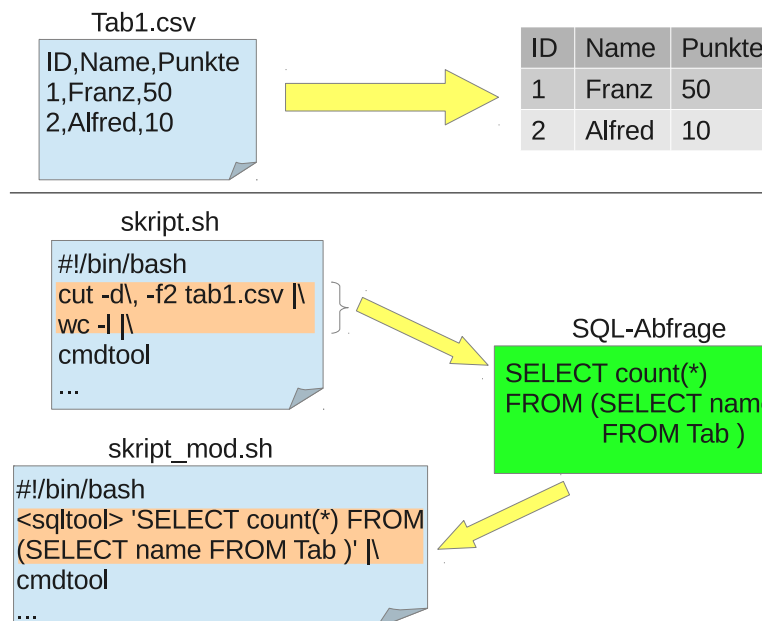 Tab1.csv
ID,Name,Punkte
1,Franz,50
2,Alfred,10
ID Name Punkte
1 Franz 50
2 Alfred 10
skript.sh
#!/bin/bash
cut -d\, -f2 tab1.csv |\
wc -l |\
cmdtool
...
SQL-Abfrage
SELECT count(*)
FROM (SELECT name
FROM Tab )
skript_mod.sh
#!/bin/bash
<sqltool> 'SELECT count(*) FROM
(SELECT name FROM Tab )' |\
cmdtool
...